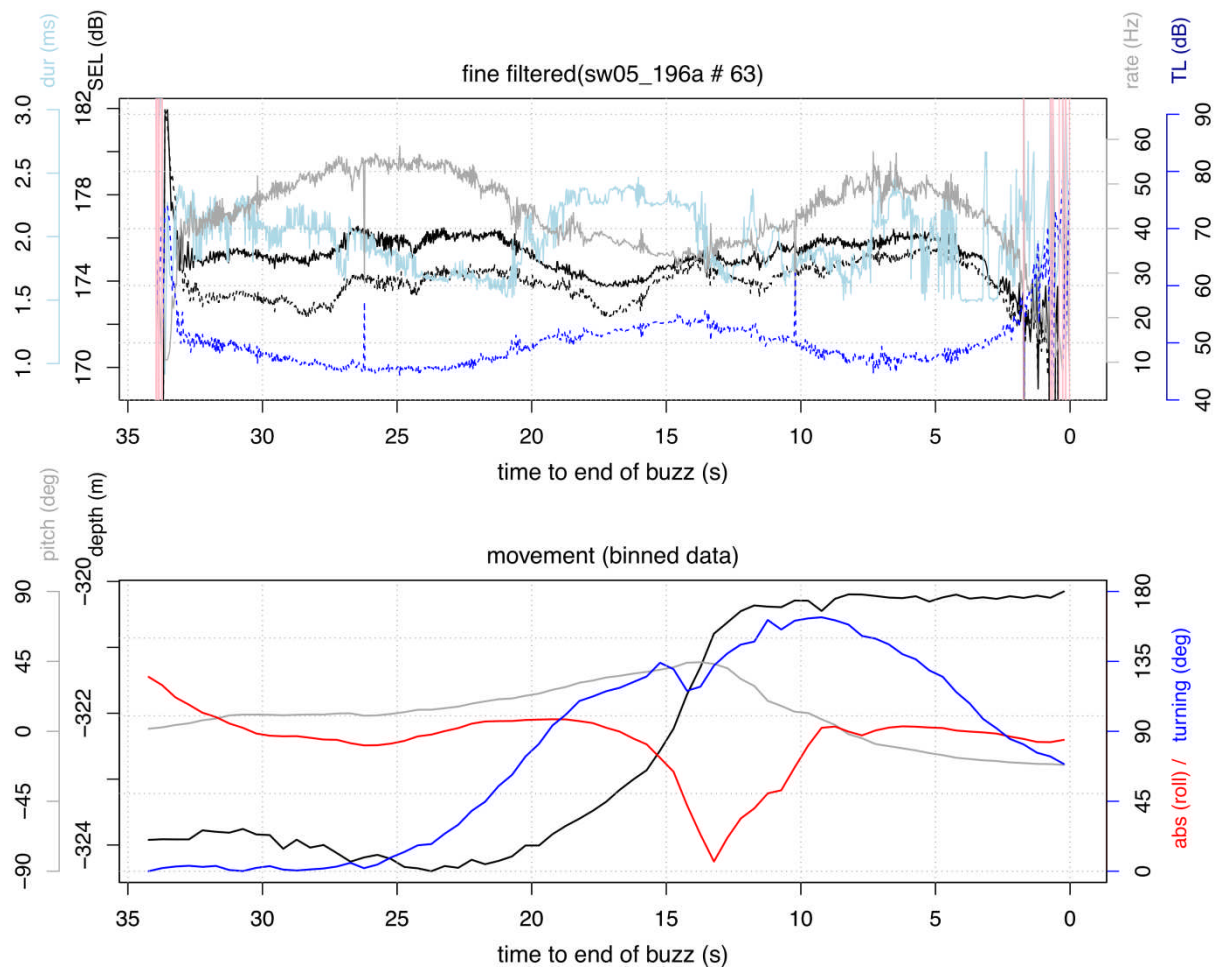 fine filtered(sw05_196a # 63)
dur (ms)
1.0 1.5 2.0 2.5 3.0
SEL (dB)
170 174 178 182
rate (Hz)
10 20 30 40 50 60
TL (dB)
40 50 60 70 80 90
35 30 25 20 15 10 5 0
time to end of buzz (s)
movement (binned data)
pitch (deg)
−90 −45 0 45 90
depth (m)
−324 −322 −320
abs (roll) / turning (deg)
0 45 90 135 180
35 30 25 20 15 10 5 0
time to end of buzz (s)